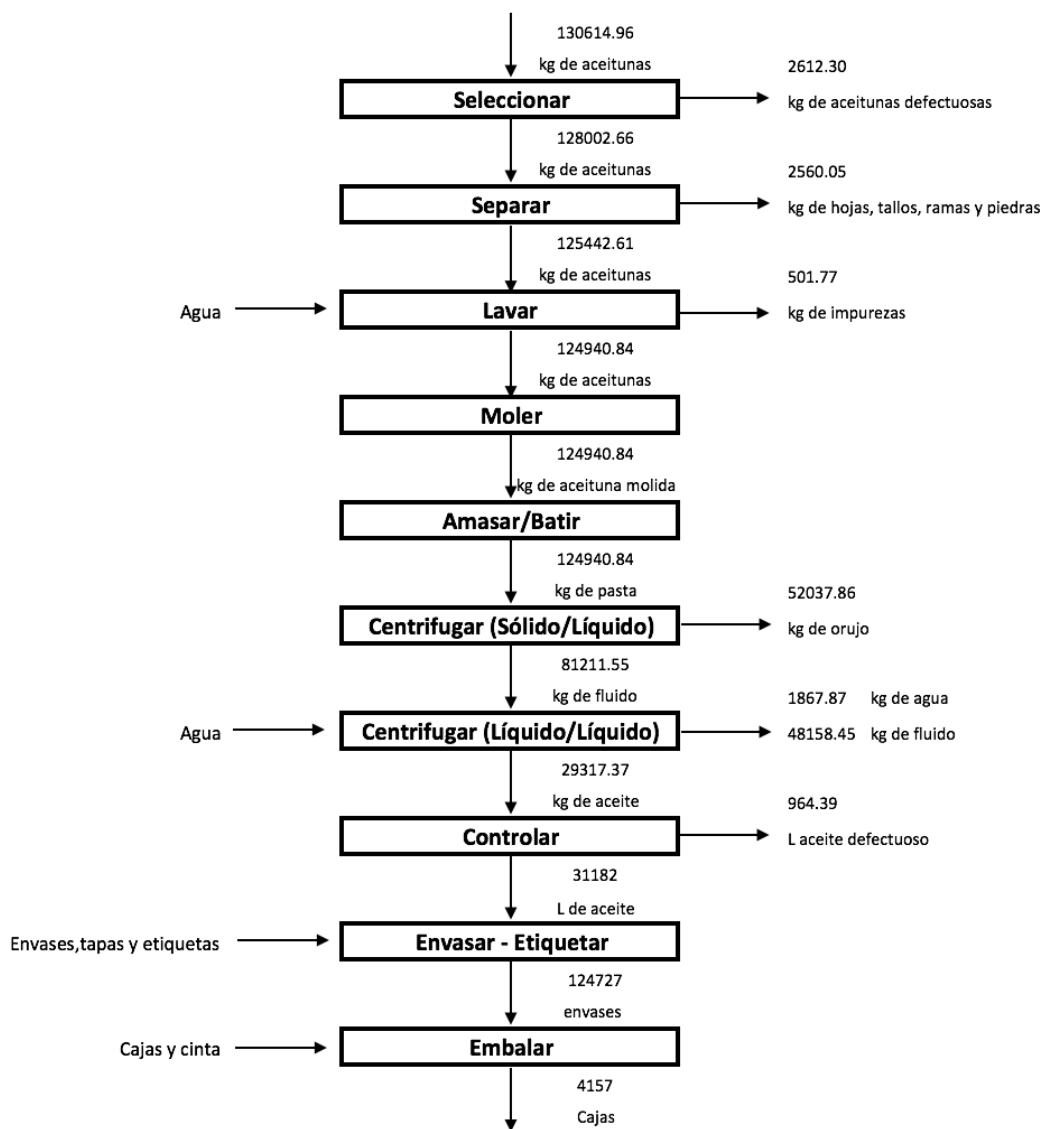 130614.96
kg de aceitunas
2612.30
Seleccionar
kg de aceitunas defectuosas
128002.66
kg de aceitunas
2560.05
Separar
kg de hojas, tallos, ramas y piedras
125442.61
kg de aceitunas
501.77
Agua
Lavar
kg de impurezas
124940.84
kg de aceitunas
Moler
124940.84
kg de aceituna molida
Amasar/Batir
124940.84
kg de pasta
52037.86
Centrifugar (Sólido/Líquido)
kg de orujo
81211.55
kg de fluido
1867.87 kg de agua
Agua
Centrifugar (Líquido/Líquido)
48158.45 kg de fluido
29317.37
kg de aceite
964.39
Controlar
L aceite defectuoso
31182
L de aceite
Envases,tapas y etiquetas
Envasar - Etiquetar
124727
envases
Cajas y cinta
Embalar
4157
Cajas